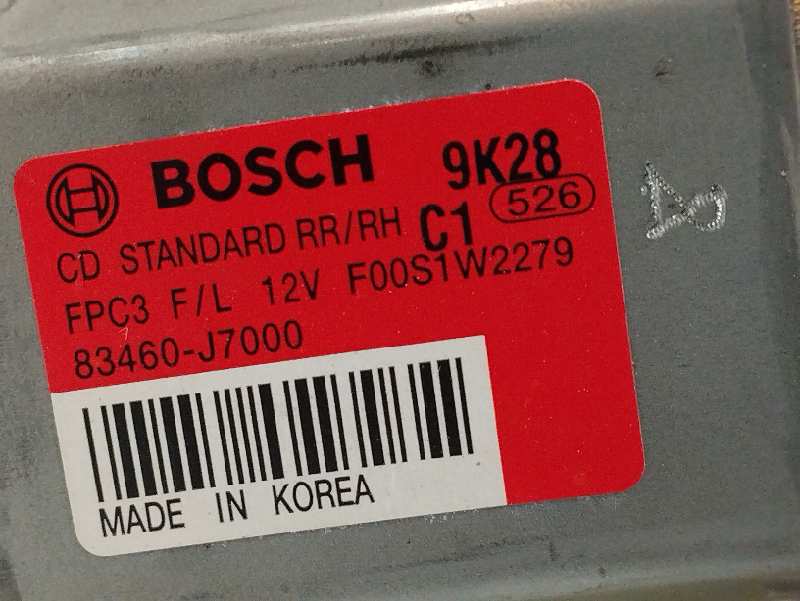 BOSCH 9K28
CD STANDARD RR/RH C1 526
FPC3 F/L 12V F00S1W2279
83460-J7000
MADE IN KOREA